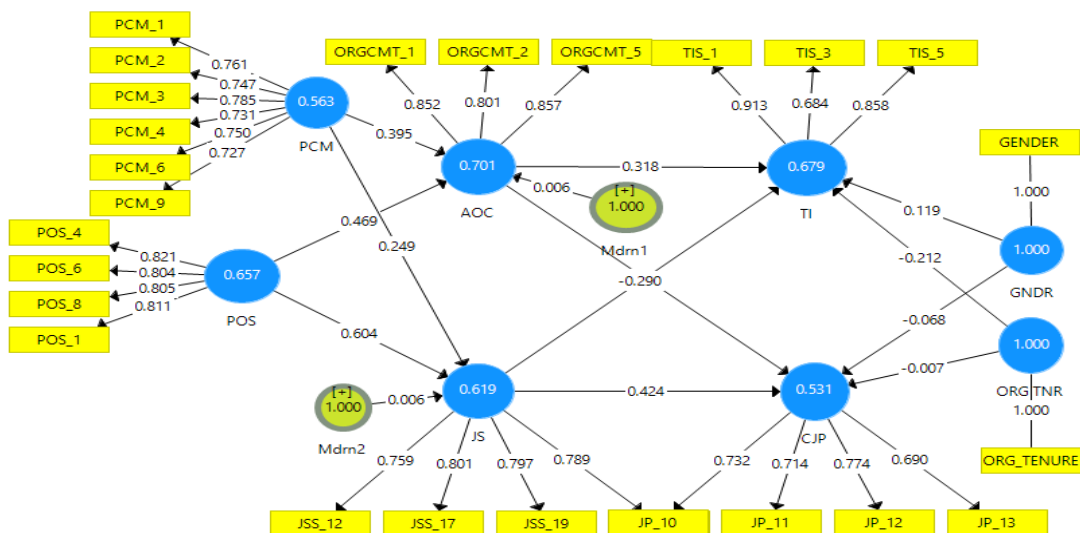 PCM_1
PCM_2
PCM_3
PCM_4
PCM_6
PCM_9
0.761
0.747
0.785
0.731
0.750
0.727
0.563
PCM
ORGCMT_1
ORGCMT_2
ORGCMT_5
0.852
0.801
0.857
TIS_1
TIS_3
TIS_5
0.913
0.684
0.858
0.395
0.701
AOC
0.318
0.679
TI
0.006
[+]
1.000
Mdrn1
GENDER
1.000
0.119
1.000
GNDR
POS_4
POS_6
POS_8
POS_1
0.821
0.804
0.805
0.811
0.657
POS
0.469
0.249
0.604
-0.290
-0.212
-0.068
-0.007
1.000
ORG TNR
1.000
ORG_TENURE
[+]
1.000
Mdrn2
0.006
0.619
JS
0.424
0.531
CJP
0.759
0.801
0.797
0.789
0.732
0.714
0.774
0.690
JSS_12
JSS_17
JSS_19
JP_10
JP_11
JP_12
JP_13